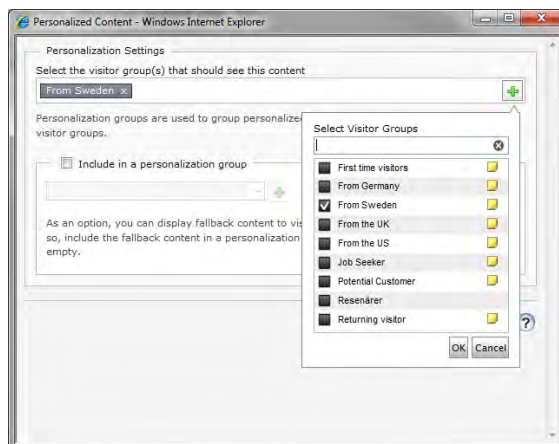 Personalized Content - Windows Internet Explorer
Personalization Settings
Select the visitor group(s) that should see this content
From Sweden x
Personalization groups are used to group personalized
visitor groups.
Include in a personalization group
As an option, you can display fallback content to
so, include the fallback content in a personalization
empty.
Select Visitor Groups
First time visitors
From Germany
From Sweden
From the UK
From the US
Job Seeker
Potential Customer
Resenärer
Returning visitor
OK Cancel
?